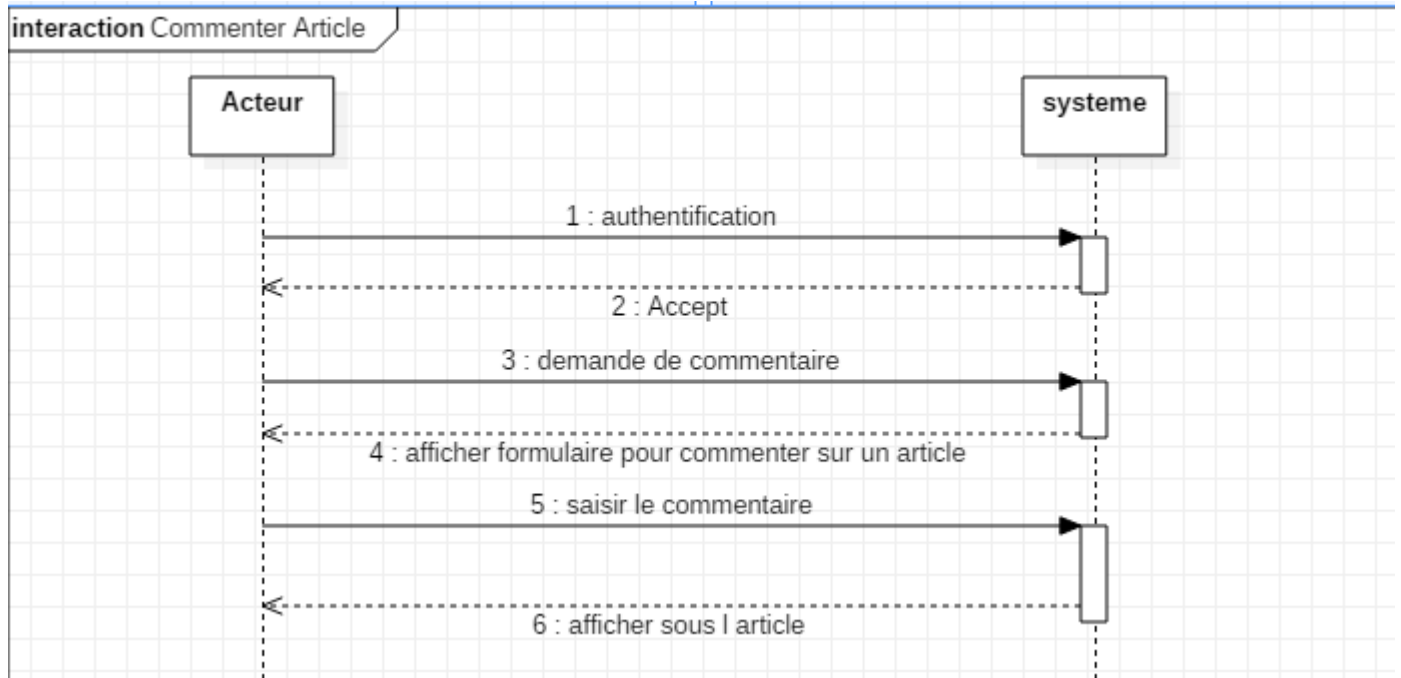 interaction Commenter Article
Acteur
systeme
1 : authentification
2 : Accept
3 : demande de commentaire
4 : afficher formulaire pour commenter sur un article
5 : saisir le commentaire
6 : afficher sous l article